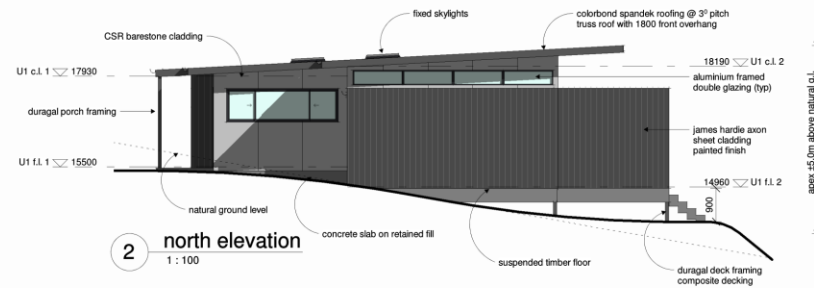 fixed skylights
colorbond spandek roofing @ 3⁰ pitch
truss roof with 1800 front overhang
CSR barestone cladding
18190 U1 c.l. 2
U1 c.l. 1 17930
aluminium framed
double glazing (typ)
duragal porch framing
james hardie axon
sheet cladding
painted finish
apex ±5.0m above natural g.l.
U1 f.l. 1 15500
14960 U1 f.l. 2
900
natural ground level
concrete slab on retained fill
2 north elevation
1 : 100
suspended timber floor
duragal deck framing
composite decking